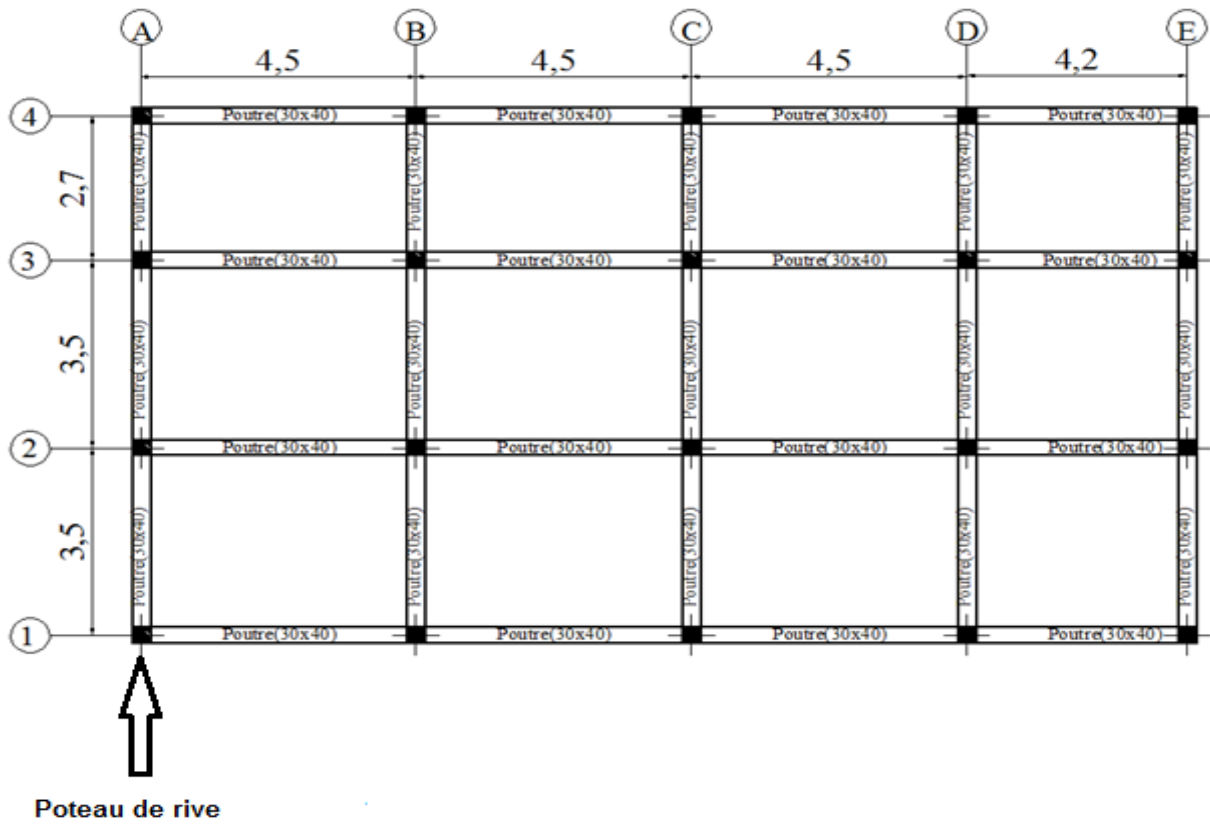 A B C D E
4,5 4,5 4,5 4,2
4 Poutre(30x40) Poutre(30x40) Poutre(30x40) Poutre(30x40)
2,7 Poutre(30x40) Poutre(30x40) Poutre(30x40) Poutre(30x40) Poutre(30x40)
3 Poutre(30x40) Poutre(30x40) Poutre(30x40) Poutre(30x40)
3,5 Poutre(30x40) Poutre(30x40) Poutre(30x40) Poutre(30x40) Poutre(30x40)
2 Poutre(30x40) Poutre(30x40) Poutre(30x40) Poutre(30x40)
3,5 Poutre(30x40) Poutre(30x40) Poutre(30x40) Poutre(30x40) Poutre(30x40)
1 Poutre(30x40) Poutre(30x40) Poutre(30x40) Poutre(30x40)
Poteau de rive